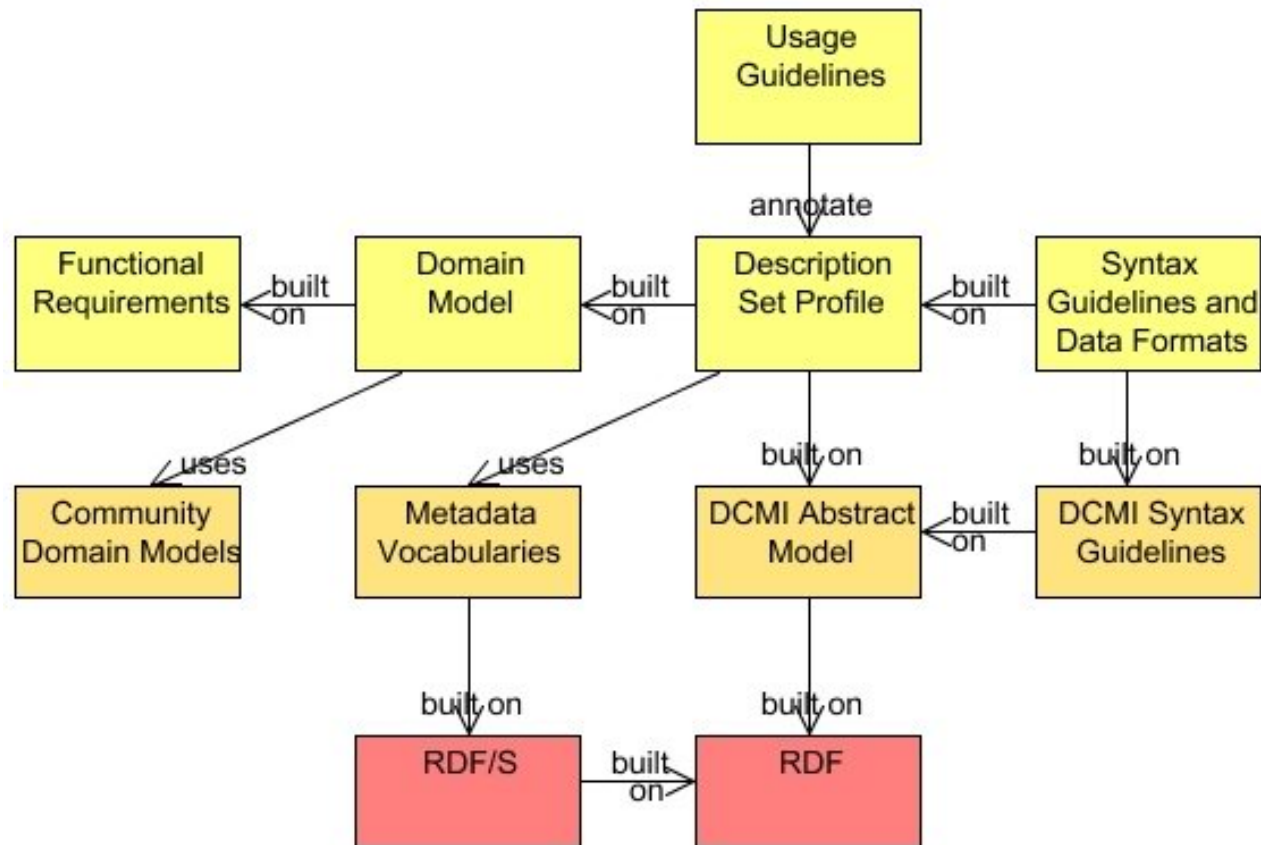 Usage
Guidelines
annotate
Functional
Requirements
built
on
Domain
Model
built
on
Description
Set Profile
built
on
Syntax
Guidelines and
Data Formats
uses
uses
built on
built on
Community
Domain Models
Metadata
Vocabularies
DCMI Abstract
Model
built
on
DCMI Syntax
Guidelines
built on
built on
RDF/S
built
on
RDF